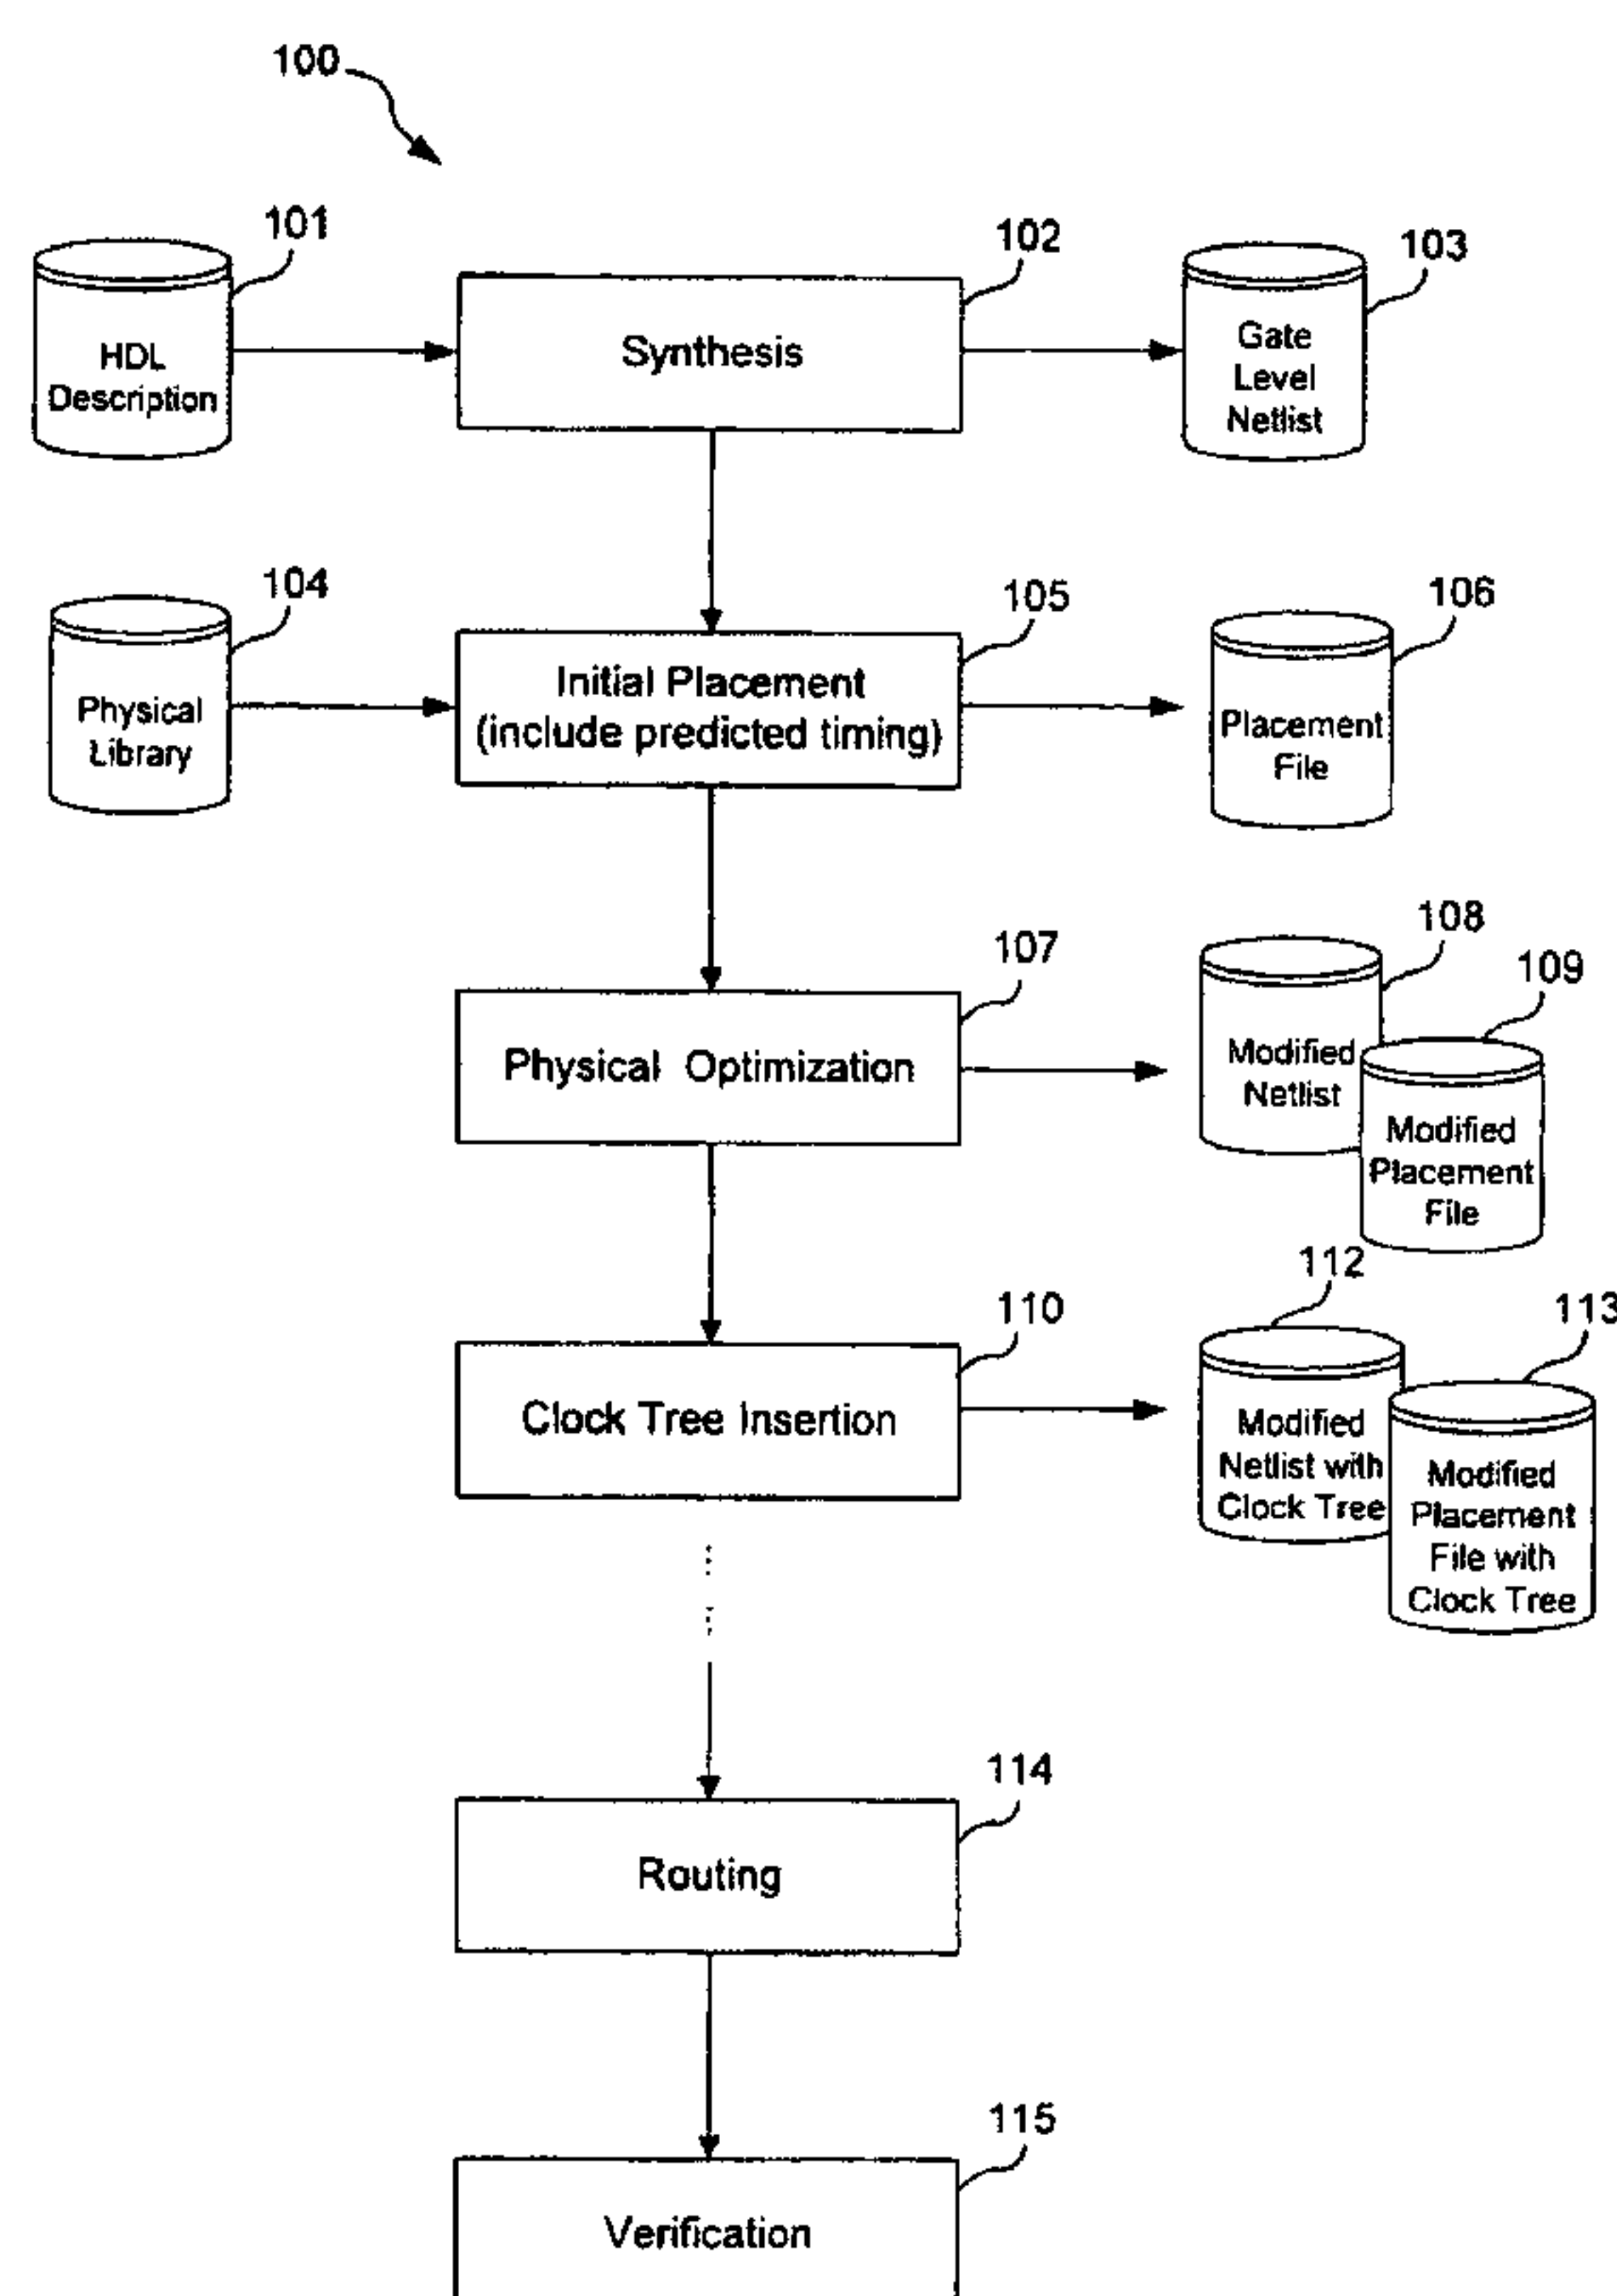 100
101
102
103
HDL
Description
Synthesis
Gate
Level
Netlist
104
105
106
Physical
Library
Initial Placement
(include predicted timing)
Placement
File
107
108
109
Physical Optimization
Modified
Netlist
Modified
Placement
File
110
112
113
Clock Tree Insertion
Modified
Netlist with
Clock Tree
Modified
Placement
File with
Clock Tree
114
Routing
115
Verification